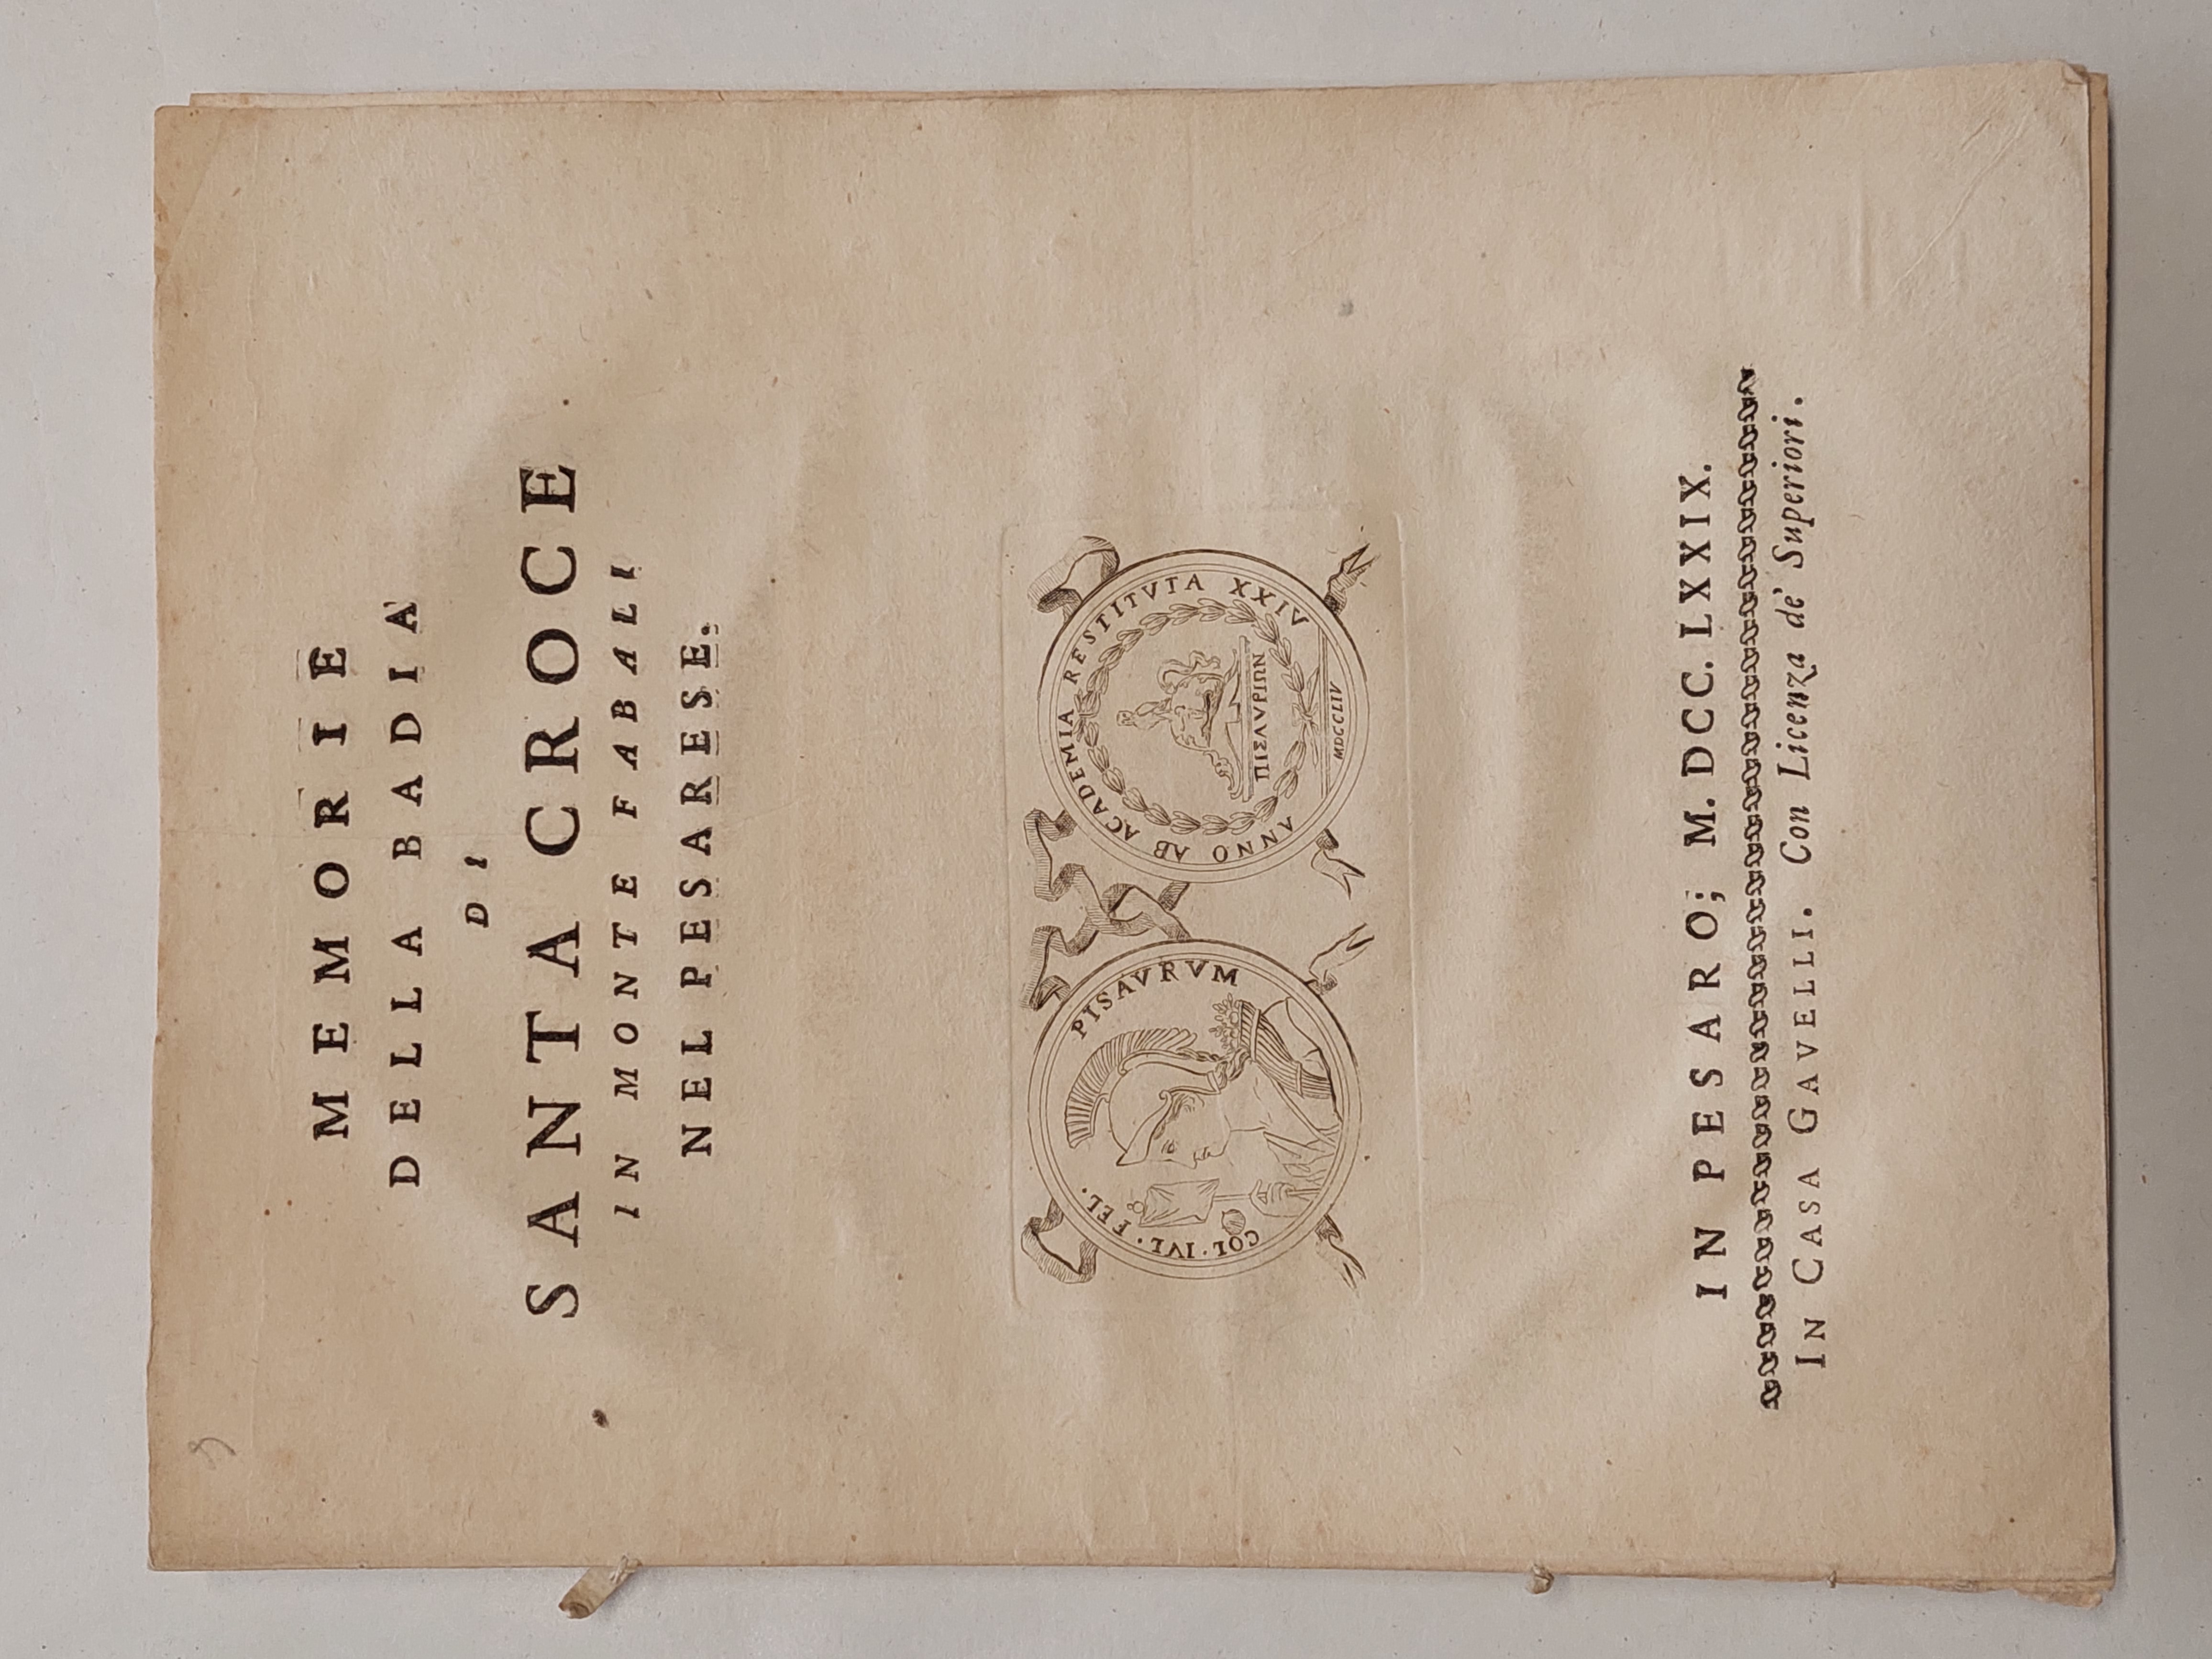 MEMORIE
DELLA BADIA
DI
SANTA CROCE
IN MONTE FABALI
NEL PESARESE.
COL·IVL·FEL· PISAVRVM
ANNO AB ACADEMIA RESTITVTA XXIV
ΠΙΣΑΥΡΙΩΝ
MDCCLIV
IN PESARO; M. DCC. LXXIX.
IN CASA GAVELLI. Con Licenza de' Superiori.